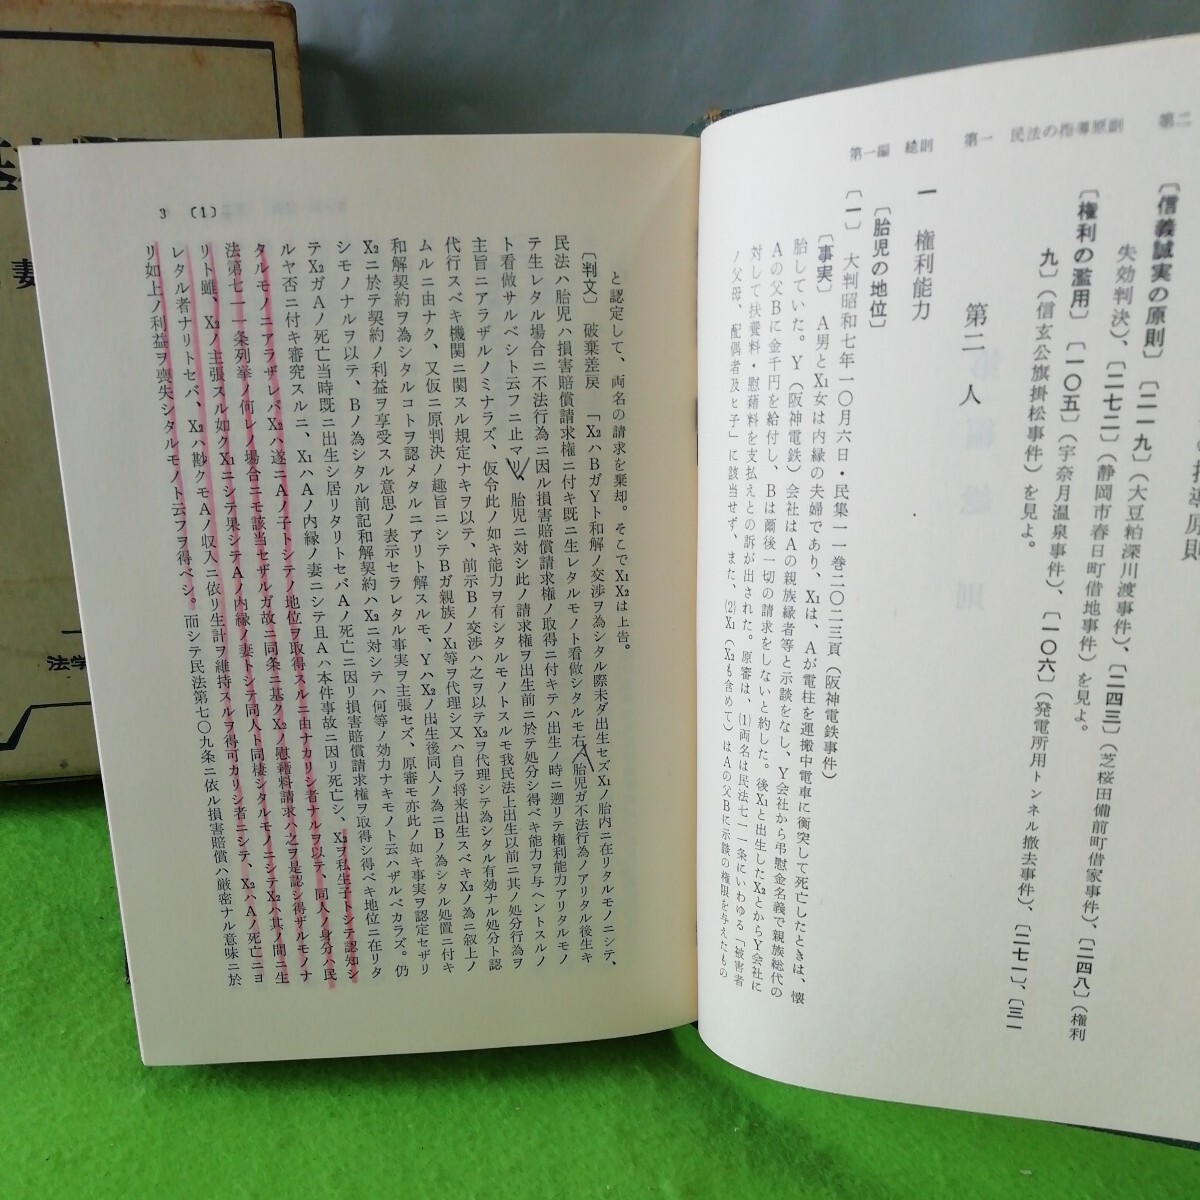 第一編　総則　　第一　民法の指導原則　　第二
〔信義誠実の原則〕〔二一九〕（大豆粕深川渡事件）、〔二四三〕（芝桜田備前町借家事件）、〔二四八〕（権利
失効判決）、〔二七二〕（静岡市春日町借地事件）を見よ。
〔権利の濫用〕〔一〇五〕（宇奈月温泉事件）、〔一〇六〕（発電所用トンネル撤去事件）、〔二七一〕、〔三一
九〕（信玄公旗掛松事件）を見よ。
第二　人
一　権利能力
〔胎児の地位〕
〔一〕　大判昭和七年一〇月六日・民集一一巻二〇二三頁（阪神電鉄事件）
〔事実〕　A男とX₁女は内縁の夫婦であり、X₁は、Aが電柱を運搬中電車に衝突して死亡したときは、懐
胎していた。Y（阪神電鉄）会社はAの親族縁者等と示談をなし、Y会社から弔慰金名義で親族総代の
Aの父Bに金千円を給付し、Bは爾後一切の請求をしないと約した。後X₁と出生したX₂とからY会社に
対して扶養料・慰藉料を支払えとの訴が出された。原審は、⑴両名は民法七一一条にいわゆる「被害者
ノ父母、配偶者及ヒ子」に該当せず、また、⑵X₁（X₂も含めて）はAの父Bに示談の権限を与えたもの
3　〔1〕
と認定して、両名の請求を棄却。そこでX₁X₂は上告。
〔判文〕　破棄差戻　「X₂ハBガYト和解ノ交渉ヲ為シタル際未ダ出生セズX₁ノ胎内ニ在リタルモノニシテ、
民法ハ胎児ハ損害賠償請求権ニ付キ既ニ生レタルモノト看做シタルモ右ハ胎児ガ不法行為ノアリタル後生キ
テ生レタル場合ニ不法行為ニ因ル損害賠償請求権ノ取得ニ付キテハ出生ノ時ニ遡リテ権利能力アリタルモノ
ト看做サルベシト云フニ止マリ、胎児ニ対シ此ノ請求権ヲ出生前ニ於テ処分シ得ベキ能力ヲ与ヘントスルノ
主旨ニアラザルノミナラズ、仮令此ノ如キ能力ヲ有シタルモノトスルモ我民法上出生以前ニ其ノ処分行為ヲ
代行スベキ機関ニ関スル規定ナキヲ以テ、前示Bノ交渉ハ之ヲ以テX₂ヲ代理シテ為シタル有効ナル処分ト認
ムルニ由ナク、又仮ニ原判決ノ趣旨ニシテBガ親族ノX₁等ヲ代理シ又ハ自ラ将来出生スベキX₂ノ為ニ叙上ノ
和解契約ヲ為シタルコトヲ認メタルニアリト解スルモ、YハX₂ノ出生後同人ノ為ニBノ為シタル処置ニ付キ
X₂ニ於テ契約ノ利益ヲ享受スル意思ノ表示セラレタル事実ヲ主張セズ、原審モ亦此ノ如キ事実ヲ認定セザリ
シモノナルヲ以テ、Bノ為シタル前記和解契約ハX₂ニ対シテハ何等ノ効力ナキモノト云ハザルベカラズ。仍
テX₂ガAノ死亡当時既ニ出生シ居リタリトセバAノ死亡ニ因リ損害賠償請求権ヲ取得シ得ベキ地位ニ在リタ
ルヤ否ニ付キ審究スルニ、X₁ハAノ内縁ノ妻ニシテ且Aハ本件事故ニ因リ死亡シ、X₂ヲ私生子トシテ認知シ
タルモノニアラザレバX₂ハ遂ニAノ子トシテノ地位ヲ取得スルニ由ナカリシ者ナルヲ以テ、同人ノ身分ハ民
法第七一一条列挙ノ何レノ場合ニモ該当セザルガ故ニ同条ニ基クX₂ノ慰藉料請求ハ之ヲ是認シ得ザルモノナ
リト雖、X₂ノ主張スル如クX₁ニシテ果シテAノ内縁ノ妻トシテ同人ト同棲シタルモノニシテX₂ハ其ノ間ニ生
レタル者ナリトセバ、X₂ハ尠クモAノ収入ニ依リ生計ヲ維持スルヲ得可カリシ者ニシテ、X₂ハAノ死亡ニヨ
リ如上ノ利益ヲ喪失シタルモノト云フヲ得ベシ。而シテ民法第七〇九条ニ依ル損害賠償ハ厳密ナル意味ニ於
妻
法学